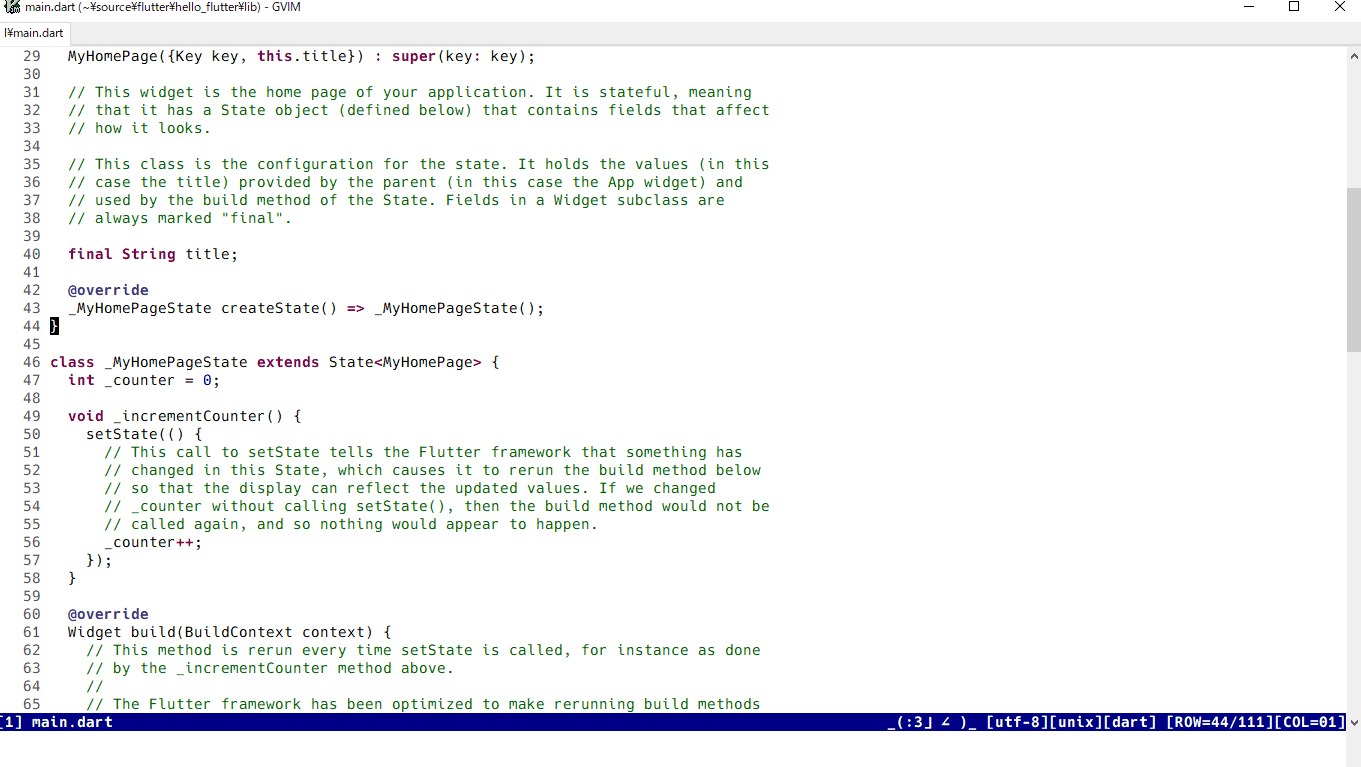 main.dart (~¥source¥flutter¥hello_flutter¥lib) - GVIM
l¥main.dart
29   MyHomePage({Key key, this.title}) : super(key: key);
30
31   // This widget is the home page of your application. It is stateful, meaning
32   // that it has a State object (defined below) that contains fields that affect
33   // how it looks.
34
35   // This class is the configuration for the state. It holds the values (in this
36   // case the title) provided by the parent (in this case the App widget) and
37   // used by the build method of the State. Fields in a Widget subclass are
38   // always marked "final".
39
40   final String title;
41
42   @override
43   _MyHomePageState createState() => _MyHomePageState();
44 }
45
46 class _MyHomePageState extends State<MyHomePage> {
47   int _counter = 0;
48
49   void _incrementCounter() {
50     setState(() {
51       // This call to setState tells the Flutter framework that something has
52       // changed in this State, which causes it to rerun the build method below
53       // so that the display can reflect the updated values. If we changed
54       // _counter without calling setState(), then the build method would not be
55       // called again, and so nothing would appear to happen.
56       _counter++;
57     });
58   }
59
60   @override
61   Widget build(BuildContext context) {
62     // This method is rerun every time setState is called, for instance as done
63     // by the _incrementCounter method above.
64     //
65     // The Flutter framework has been optimized to make rerunning build methods
[1] main.dart _(:3」∠ )_ [utf-8][unix][dart] [ROW=44/111][COL=01]